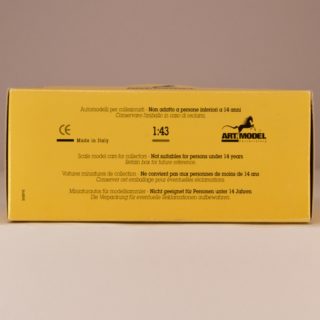 Automodelli per collezionisti - Non adatto a persone inferiori a 14 anni
Conservare l'imballo in caso di reclami.
CE
1:43
ART MODEL
Made in Italy
Scale model cars for collection - Not suitables for persons under 14 years
Retain box for future reference.
Voitures miniatures de collection - Ne convient pas aux personnes de moins de 14 ans
Conserver cet emballage pour éventuelles réclamations.
Miniaturautos für modellsammler - Nicht geeignet für Personen unter 14 Jahren
Die Verpackung für eventuelle Reklamationen aufbewahren.